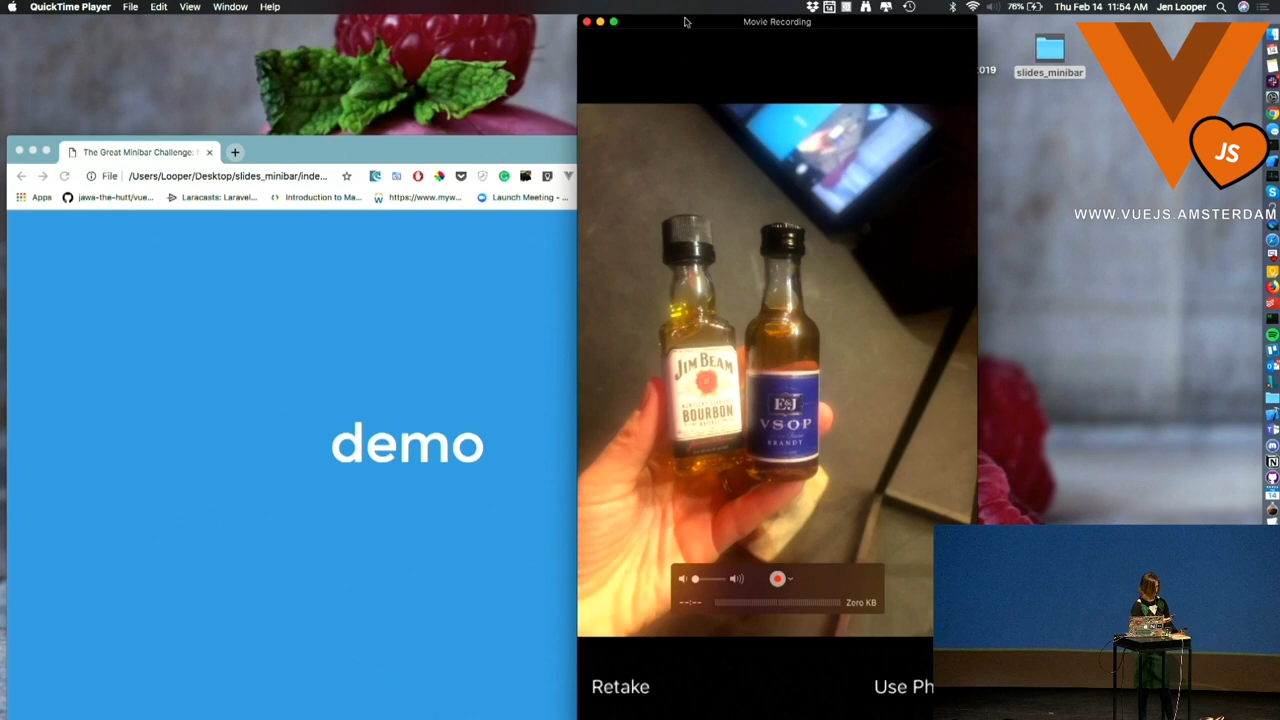 QuickTime Player File Edit View Window Help
76% Thu Feb 14 11:54 AM Jen Looper
Movie Recording
019
slides_minibar
JS
WWW.VUEJS.AMSTERDAM
The Great Minibar Challenge:
File /Users/Looper/Desktop/slides_minibar/inde...
Apps jawa-the-hutt/vue... Laracasts: Laravel... Introduction to Ma... https://www.myw... Launch Meeting - ...
demo
JIM BEAM
BOURBON
E&J
VSOP
BRANDY
--:-- Zero KB
Retake
Use Ph